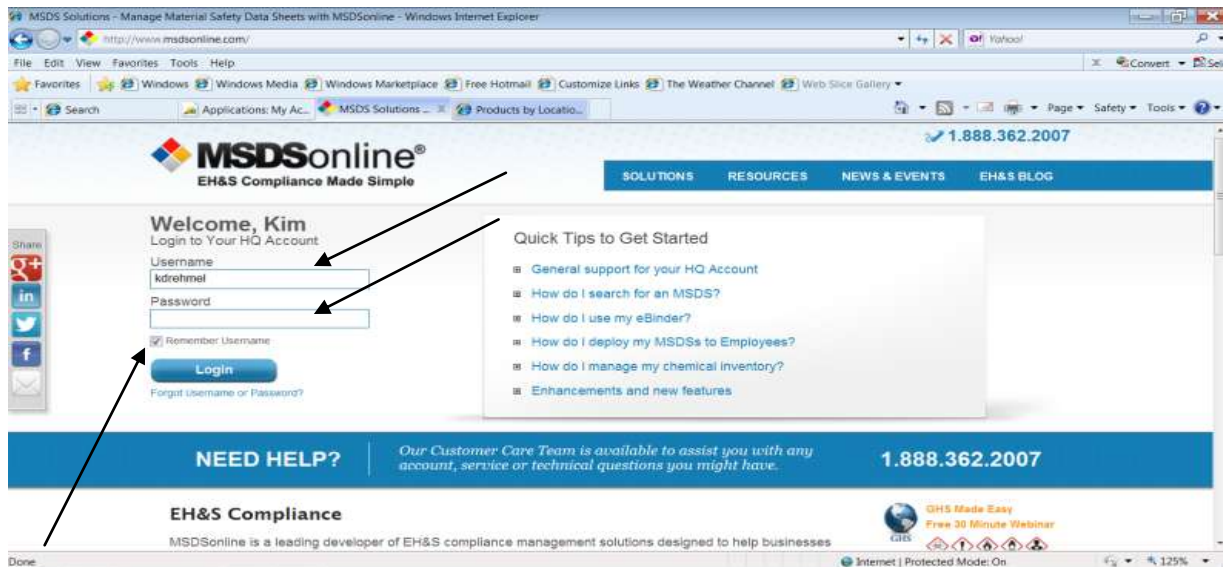 MSDS Solutions - Manage Material Safety Data Sheets with MSDSonline - Windows Internet Explorer
http://www.msdsonline.com/
Yahoo!
File Edit View Favorites Tools Help
x Convert Sel
Favorites Windows Windows Media Windows Marketplace Free Hotmail Customize Links The Weather Channel Web Slice Gallery
Search Applications: My Ac... MSDS Solutions ... Products by Locatio... Page Safety Tools
1.888.362.2007
MSDSonline®
EH&S Compliance Made Simple
SOLUTIONS RESOURCES NEWS & EVENTS EH&S BLOG
Welcome, Kim
Login to Your HQ Account
Username
kdrehmel
Password
Remember Username
Login
Forgot Username or Password?
Share
Quick Tips to Get Started
General support for your HQ Account
How do I search for an MSDS?
How do I use my eBinder?
How do I deploy my MSDSs to Employees?
How do I manage my chemical inventory?
Enhancements and new features
NEED HELP?
Our Customer Care Team is available to assist you with any
account, service or technical questions you might have.
1.888.362.2007
EH&S Compliance
MSDSonline is a leading developer of EH&S compliance management solutions designed to help businesses
GHS
GHS Made Easy
Free 30 Minute Webinar
Done Internet | Protected Mode: On 125%